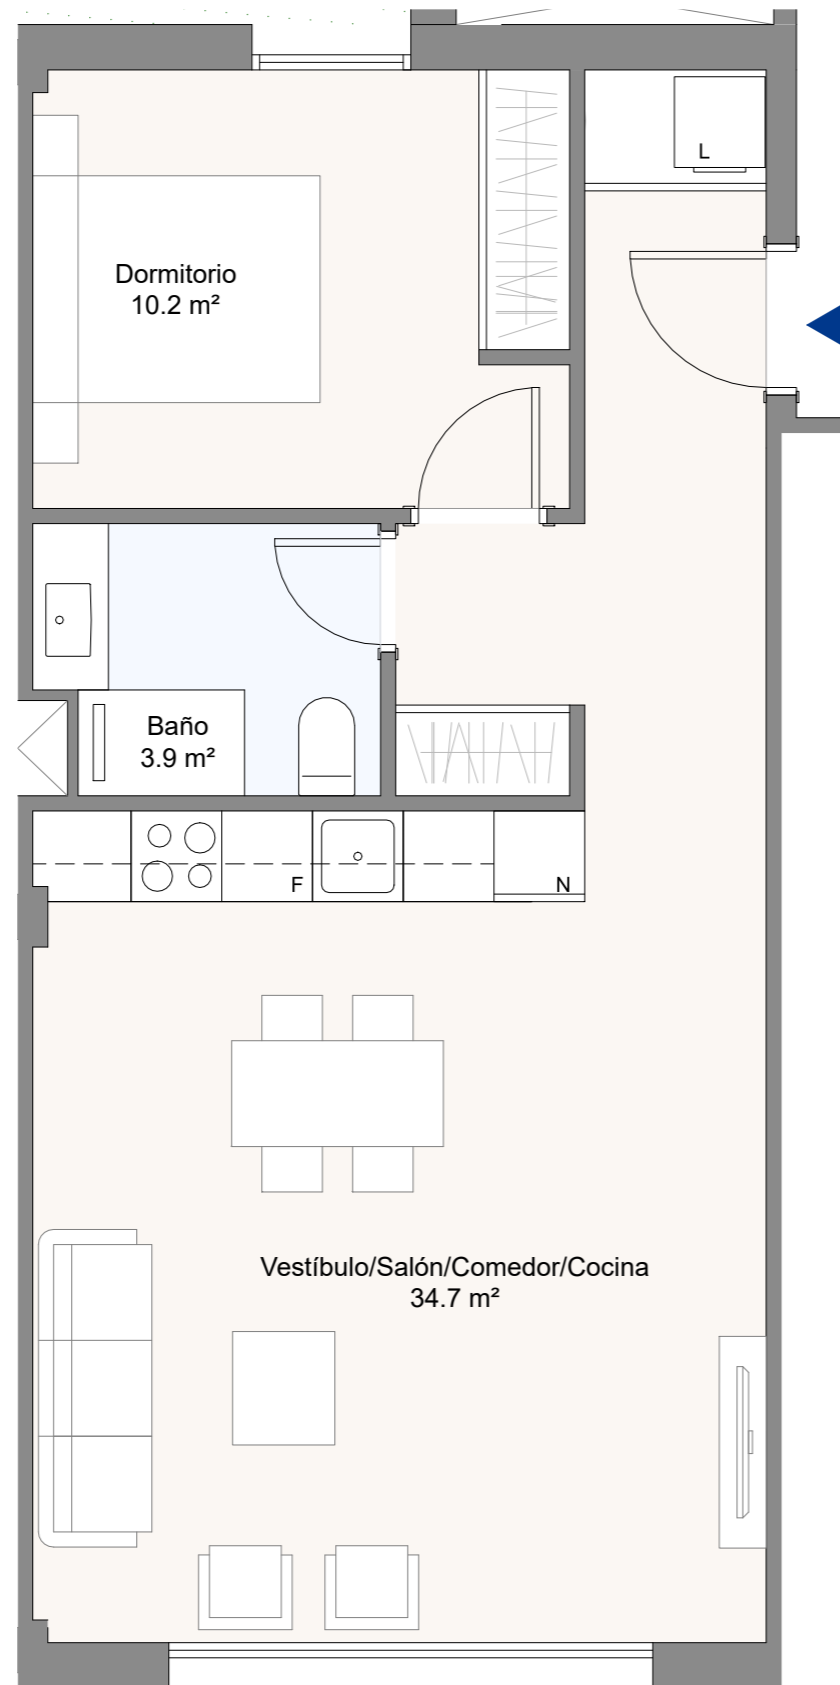 L
Dormitorio
10.2 m²
Baño
3.9 m²
F
N
Vestíbulo/Salón/Comedor/Cocina
34.7 m²